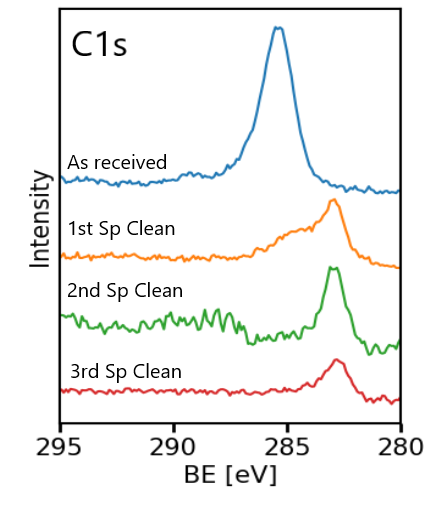 C1s
As received
1st Sp Clean
2nd Sp Clean
3rd Sp Clean
Intensity
295 290 285 280
BE [eV]